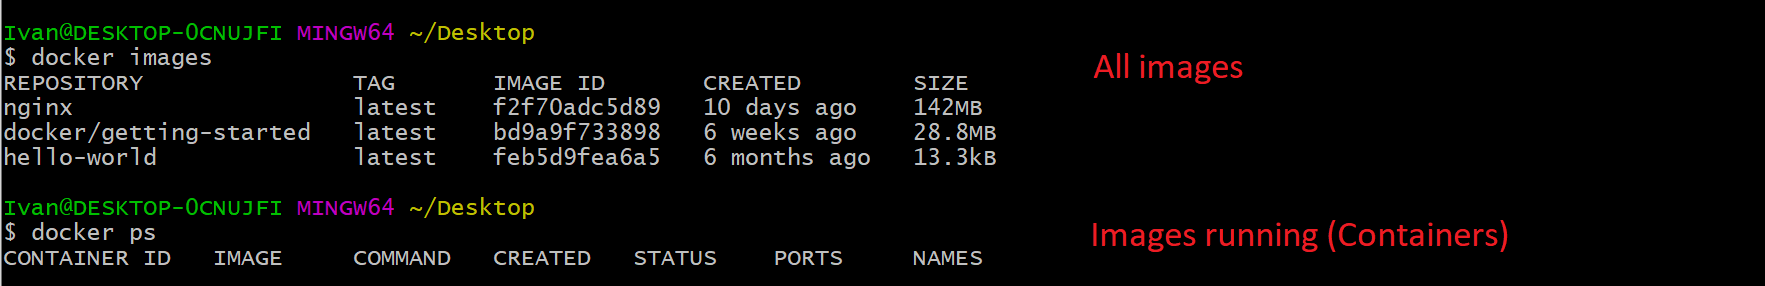 Ivan@DESKTOP-0CNUJFI MINGW64 ~/Desktop
$ docker images
All images
REPOSITORY TAG IMAGE ID CREATED SIZE
nginx latest f2f70adc5d89 10 days ago 142MB
docker/getting-started latest bd9a9f733898 6 weeks ago 28.8MB
hello-world latest feb5d9fea6a5 6 months ago 13.3kB
Ivan@DESKTOP-0CNUJFI MINGW64 ~/Desktop
$ docker ps
Images running (Containers)
CONTAINER ID IMAGE COMMAND CREATED STATUS PORTS NAMES